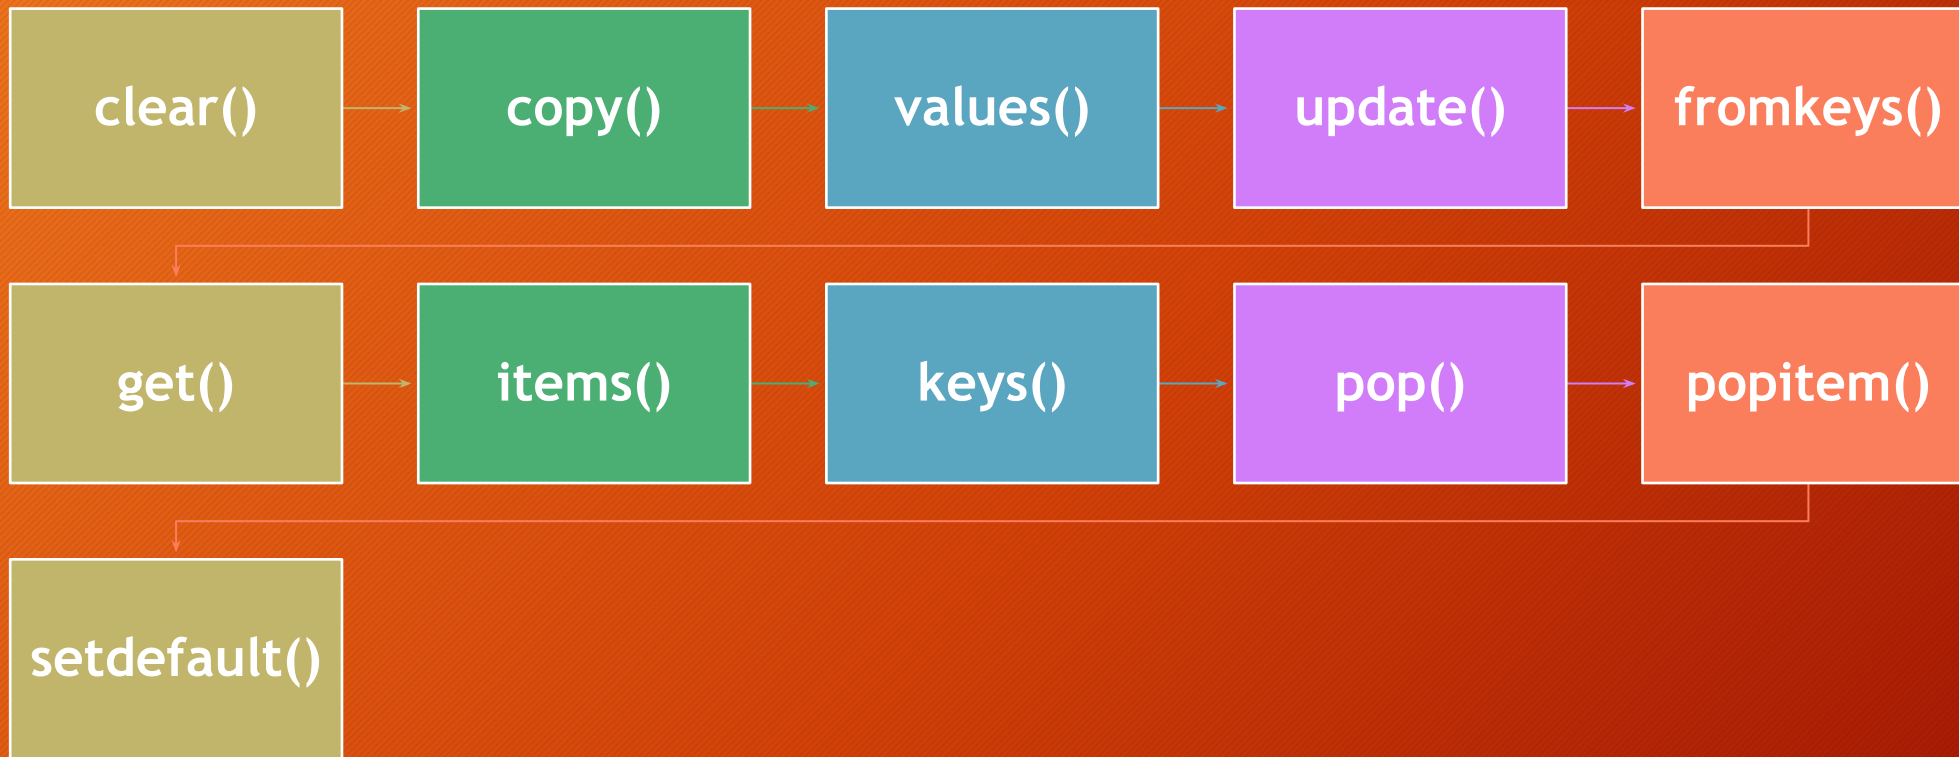 clear()
copy()
values()
update()
fromkeys()
get()
items()
keys()
pop()
popitem()
setdefault()